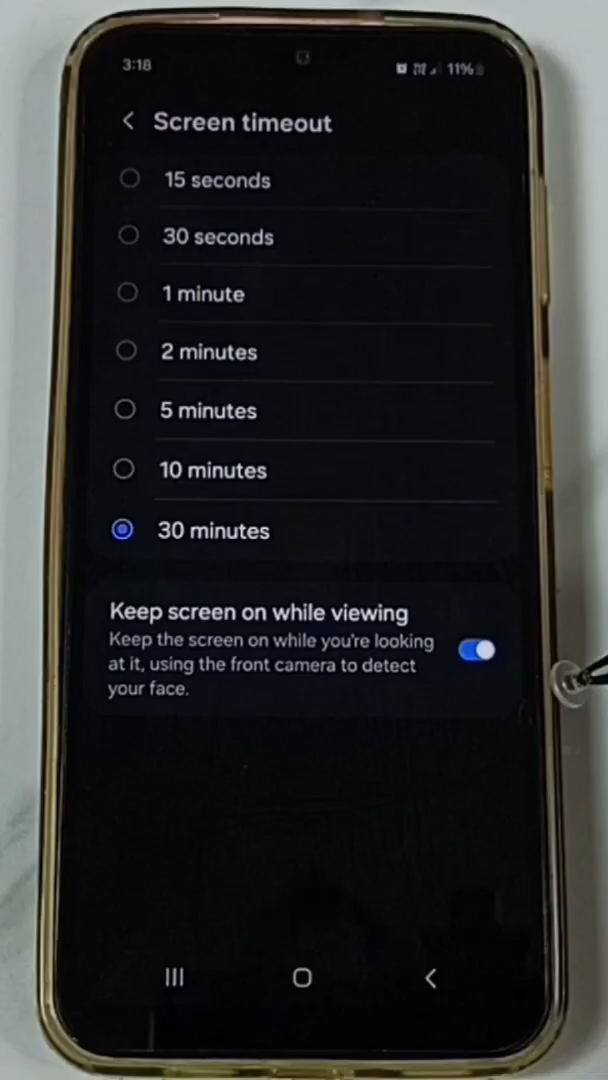 3:18
11%
Screen timeout
15 seconds
30 seconds
1 minute
2 minutes
5 minutes
10 minutes
30 minutes
Keep screen on while viewing
Keep the screen on while you're looking
at it, using the front camera to detect
your face.